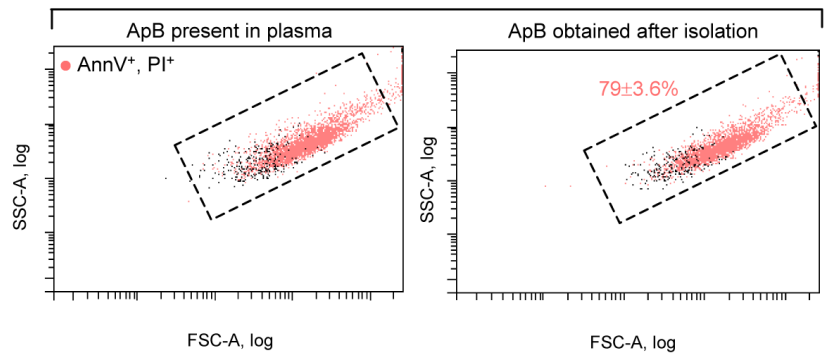 ApB present in plasma
ApB obtained after isolation
AnnV⁺, PI⁺
79±3.6%
SSC-A, log
SSC-A, log
FSC-A, log
FSC-A, log